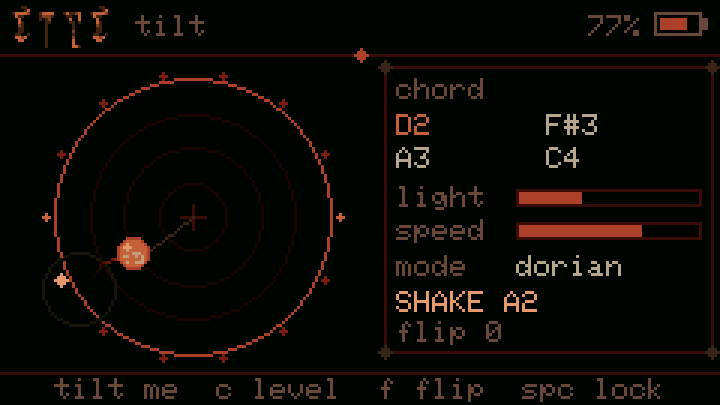 tilt 77%
chord
D2 F#3
A3 C4
light
speed
mode dorian
SHAKE A2
flip 0
tilt me c level f flip spc lock